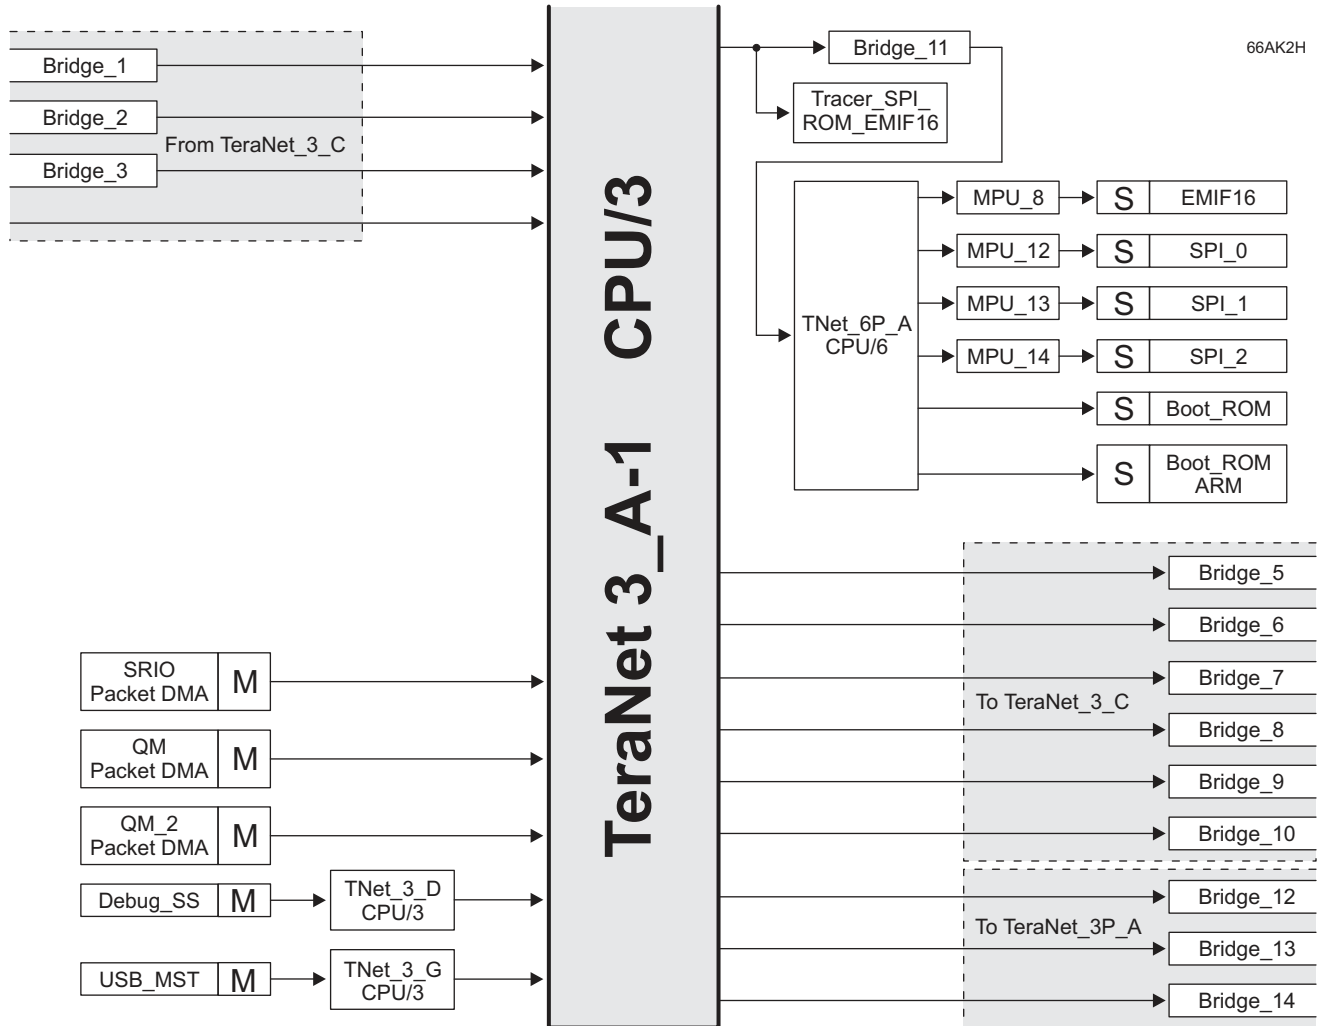 Bridge_1
Bridge_2
From TeraNet_3_C
Bridge_3
SRIO
Packet DMA
M
QM
Packet DMA
M
QM_2
Packet DMA
M
Debug_SS M
TNet_3_D
CPU/3
USB_MST M
TNet_3_G
CPU/3
TeraNet 3_A-1 CPU/3
Bridge_11
66AK2H
Tracer_SPI_
ROM_EMIF16
TNet_6P_A
CPU/6
MPU_8 S EMIF16
MPU_12 S SPI_0
MPU_13 S SPI_1
MPU_14 S SPI_2
S Boot_ROM
S
Boot_ROM
ARM
Bridge_5
Bridge_6
Bridge_7
To TeraNet_3_C
Bridge_8
Bridge_9
Bridge_10
Bridge_12
To TeraNet_3P_A
Bridge_13
Bridge_14